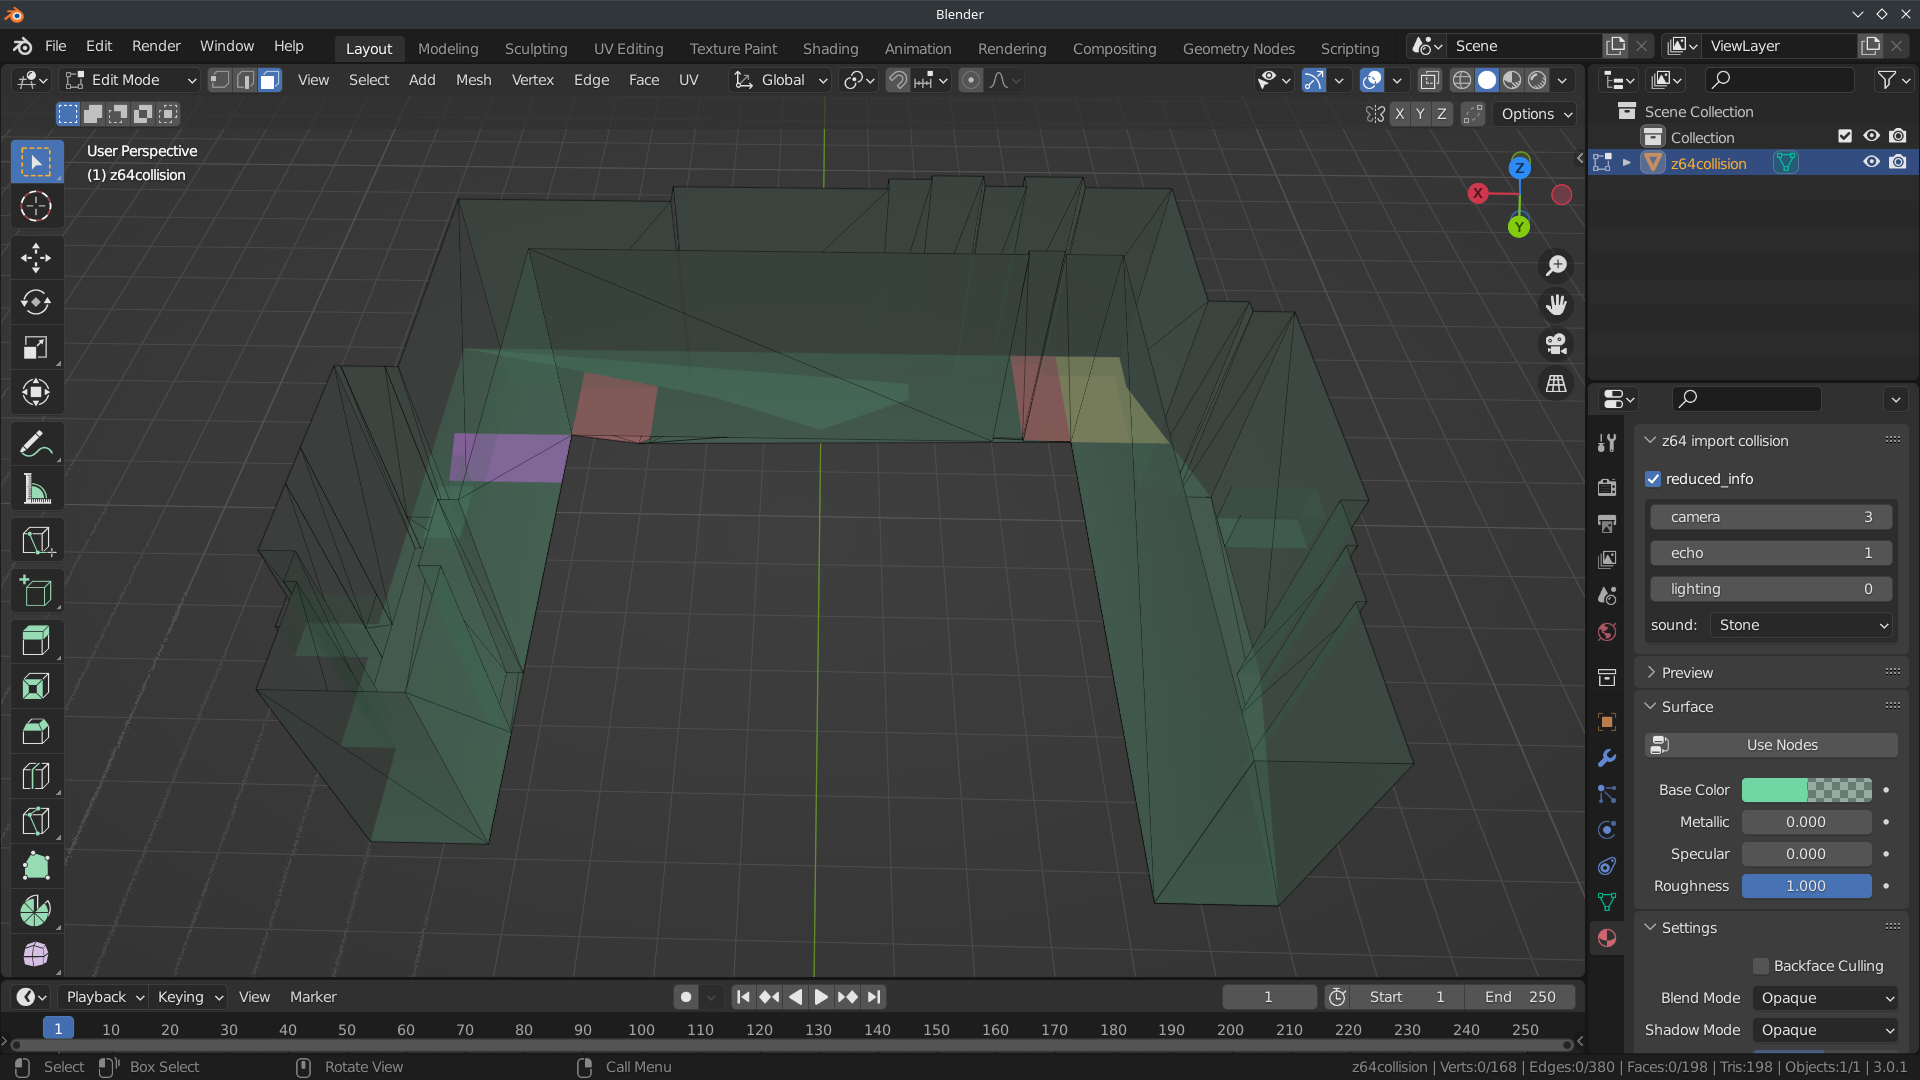 Blender
File Edit Render Window Help Layout Modeling Sculpting UV Editing Texture Paint Shading Animation Rendering Compositing Geometry Nodes Scripting Scene ViewLayer
Edit Mode View Select Add Mesh Vertex Edge Face UV Global
X Y Z Options
User Perspective
(1) z64collision
Z
X
Y
Scene Collection
Collection
z64collision
z64 import collision
reduced_info
camera 3
echo 1
lighting 0
sound: Stone
Preview
Surface
Use Nodes
Base Color
Metallic 0.000
Specular 0.000
Roughness 1.000
Settings
Backface Culling
Blend Mode Opaque
Shadow Mode Opaque
Playback Keying View Marker 1 Start 1 End 250
1 10 20 30 40 50 60 70 80 90 100 110 120 130 140 150 160 170 180 190 200 210 220 230 240 250
Select Box Select Rotate View Call Menu z64collision | Verts:0/168 | Edges:0/380 | Faces:0/198 | Tris:198 | Objects:1/1 | 3.0.1